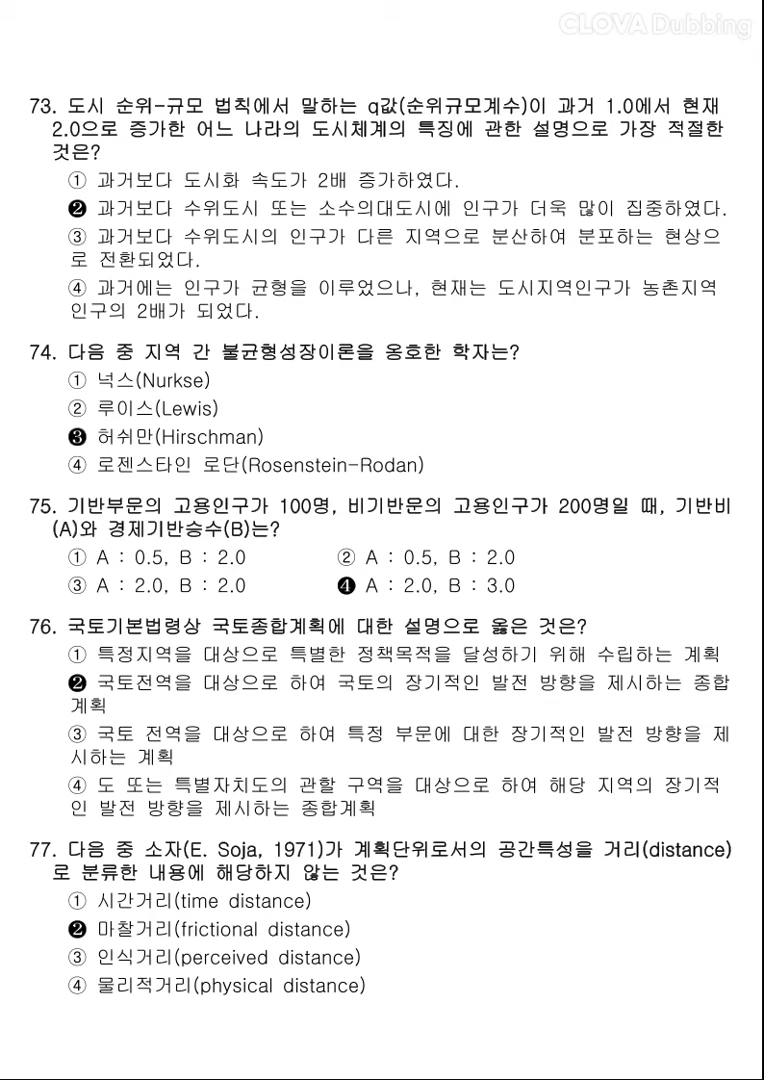 CLOVA Dubbing
73. 도시 순위-규모 법칙에서 말하는 q값(순위규모계수)이 과거 1.0에서 현재
2.0으로 증가한 어느 나라의 도시체계의 특징에 관한 설명으로 가장 적절한
것은?
① 과거보다 도시화 속도가 2배 증가하였다.
❷ 과거보다 수위도시 또는 소수의대도시에 인구가 더욱 많이 집중하였다.
③ 과거보다 수위도시의 인구가 다른 지역으로 분산하여 분포하는 현상으
로 전환되었다.
④ 과거에는 인구가 균형을 이루었으나, 현재는 도시지역인구가 농촌지역
인구의 2배가 되었다.
74. 다음 중 지역 간 불균형성장이론을 옹호한 학자는?
① 넉스(Nurkse)
② 루이스(Lewis)
❸ 허쉬만(Hirschman)
④ 로젠스타인 로단(Rosenstein-Rodan)
75. 기반부문의 고용인구가 100명, 비기반문의 고용인구가 200명일 때, 기반비
(A)와 경제기반승수(B)는?
① A : 0.5, B : 2.0 ② A : 0.5, B : 2.0
③ A : 2.0, B : 2.0 ❹ A : 2.0, B : 3.0
76. 국토기본법령상 국토종합계획에 대한 설명으로 옳은 것은?
① 특정지역을 대상으로 특별한 정책목적을 달성하기 위해 수립하는 계획
❷ 국토전역을 대상으로 하여 국토의 장기적인 발전 방향을 제시하는 종합
계획
③ 국토 전역을 대상으로 하여 특정 부문에 대한 장기적인 발전 방향을 제
시하는 계획
④ 도 또는 특별자치도의 관할 구역을 대상으로 하여 해당 지역의 장기적
인 발전 방향을 제시하는 종합계획
77. 다음 중 소자(E. Soja, 1971)가 계획단위로서의 공간특성을 거리(distance)
로 분류한 내용에 해당하지 않는 것은?
① 시간거리(time distance)
❷ 마찰거리(frictional distance)
③ 인식거리(perceived distance)
④ 물리적거리(physical distance)